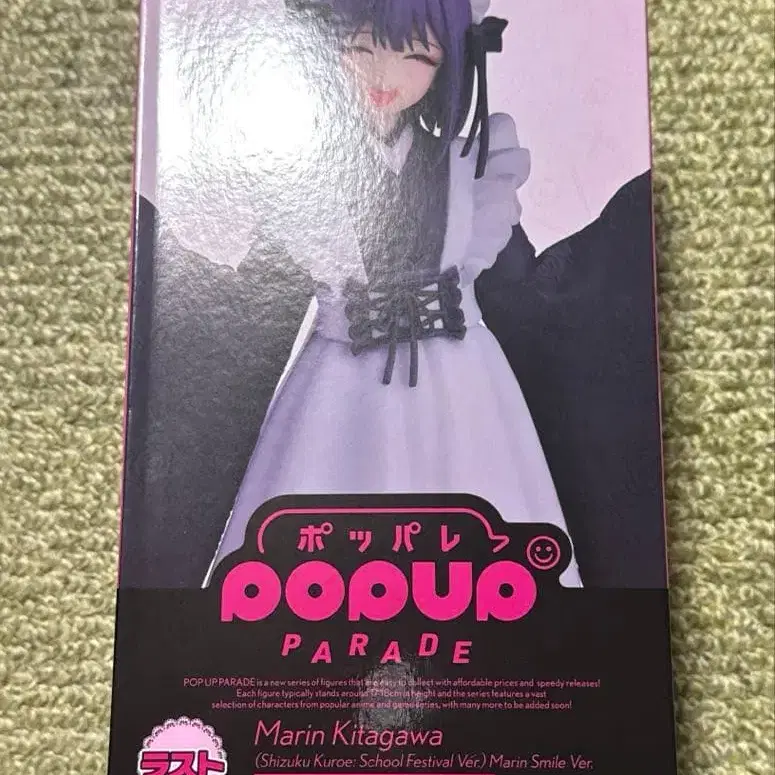 ポッパレ
POPUP
PARADE
POP UP PARADE is a new series of figures that are easy to collect with affordable prices and speedy releases!
Each figure typically stands around 17-18cm in height and the series features a vast
selection of characters from popular anime and game series, with many more to be added soon!
Marin Kitagawa
(Shizuku Kuroe: School Festival Ver.) Marin Smile Ver.
ラスト